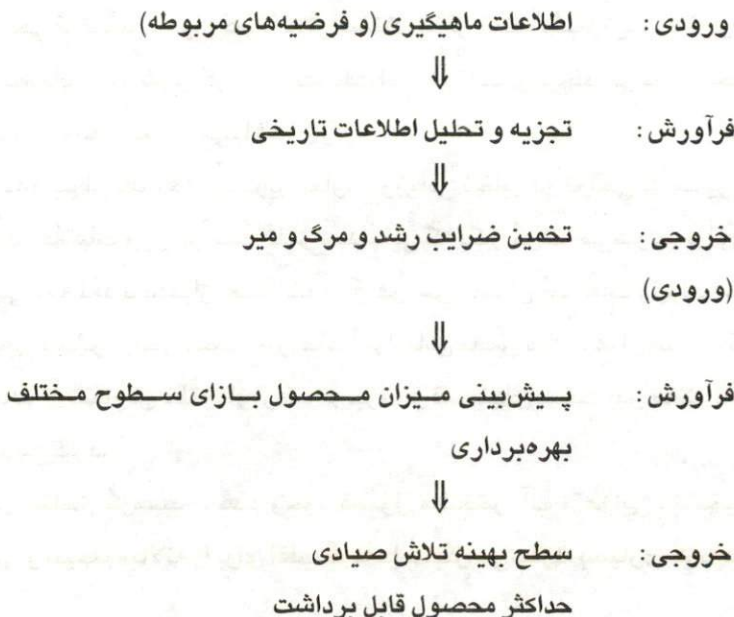 ورودی: اطلاعات ماهیگیری (و فرضیه‌های مربوطه)
⇓
فرآورش: تجزیه و تحلیل اطلاعات تاریخی
⇓
خروجی: تخمین ضرایب رشد و مرگ و میر
(ورودی)
⇓
فرآورش: پیش‌بینی میزان محصول بازای سطوح مختلف
بهره‌برداری
⇓
خروجی: سطح بهینه تلاش صیادی
حداکثر محصول قابل برداشت